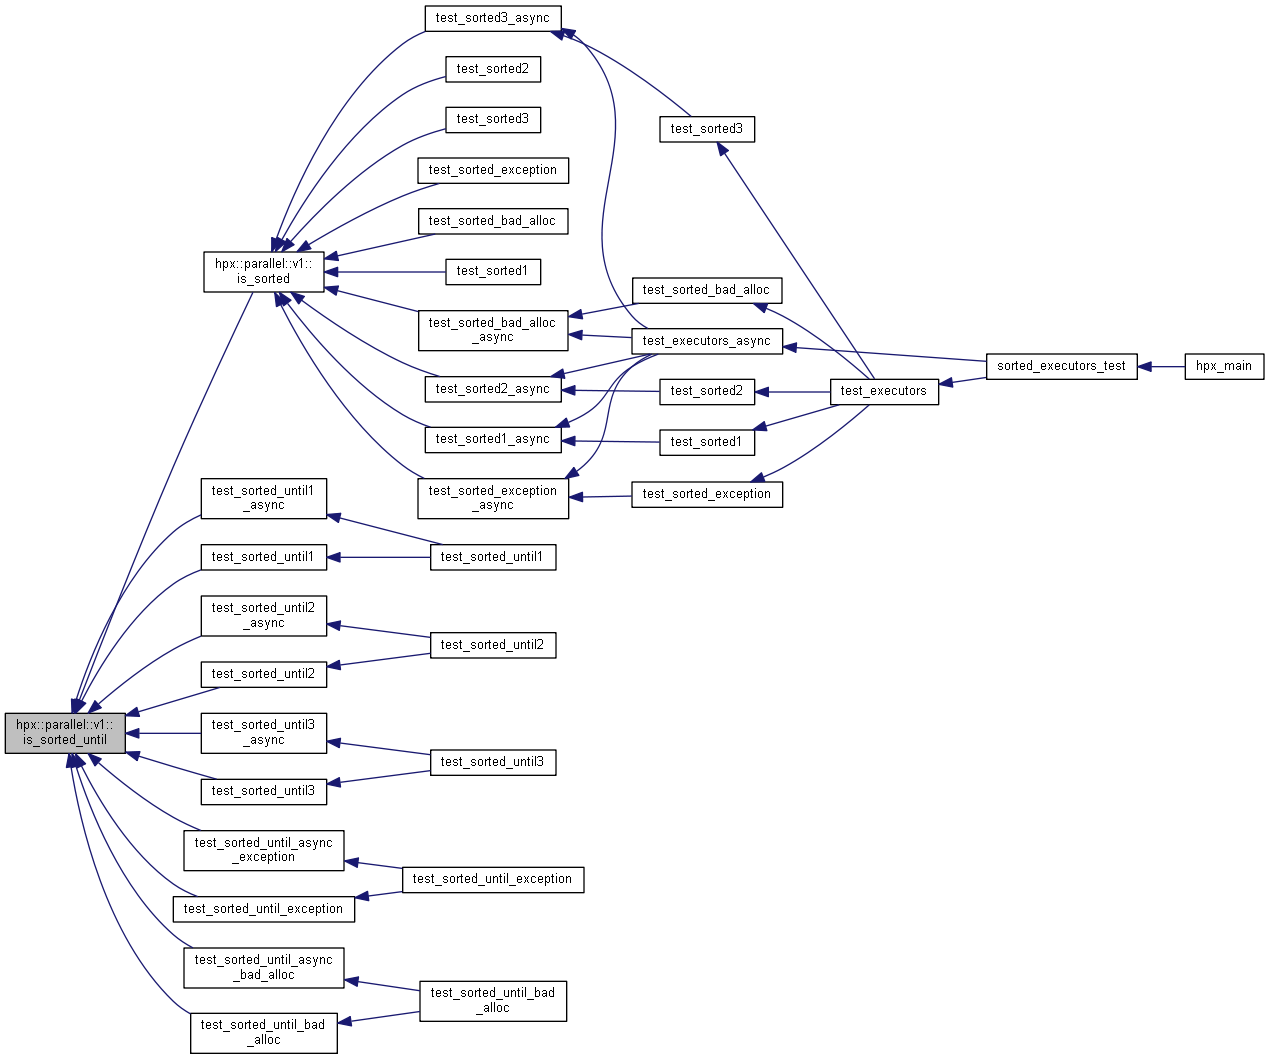 test_sorted3_async
test_sorted2
test_sorted3
test_sorted3
test_sorted_exception
test_sorted_bad_alloc
hpx::parallel::v1::
is_sorted
test_sorted1
test_sorted_bad_alloc
test_sorted_bad_alloc
_async
test_executors_async
sorted_executors_test
hpx_main
test_sorted2_async
test_sorted2
test_executors
test_sorted1_async
test_sorted1
test_sorted_exception
_async
test_sorted_exception
test_sorted_until1
_async
test_sorted_until1
test_sorted_until1
test_sorted_until2
_async
test_sorted_until2
test_sorted_until2
hpx::parallel::v1::
is_sorted_until
test_sorted_until3
_async
test_sorted_until3
test_sorted_until3
test_sorted_until_async
_exception
test_sorted_until_exception
test_sorted_until_exception
test_sorted_until_async
_bad_alloc
test_sorted_until_bad
_alloc
test_sorted_until_bad
_alloc